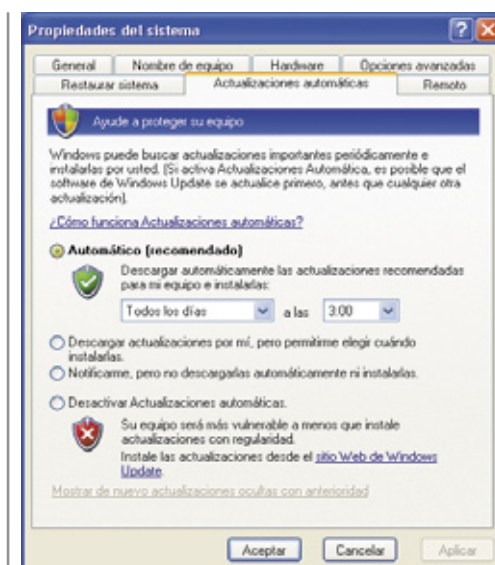 Propiedades del sistema
General Nombre de equipo Hardware Opciones avanzadas
Restaurar sistema Actualizaciones automáticas Remoto
Ayude a proteger su equipo
Windows puede buscar actualizaciones importantes periódicamente e
instalarlas por usted. (Si activa Actualizaciones Automática, es posible que el
software de Windows Update se actualice primero, antes que cualquier otra
actualización).
¿Cómo funciona Actualizaciones automáticas?
Automático (recomendado)
Descargar automáticamente las actualizaciones recomendadas
para mi equipo e instalarlas:
Todos los días a las 3:00
Descargar actualizaciones por mí, pero permitirme elegir cuándo
instalarlas.
Notificarme, pero no descargarlas automáticamente ni instalarlas.
Desactivar Actualizaciones automáticas.
Su equipo será más vulnerable a menos que instale
actualizaciones con regularidad.
Instale las actualizaciones desde el sitio Web de Windows
Update.
Mostrar de nuevo actualizaciones ocultas con anterioridad
Aceptar Cancelar Aplicar